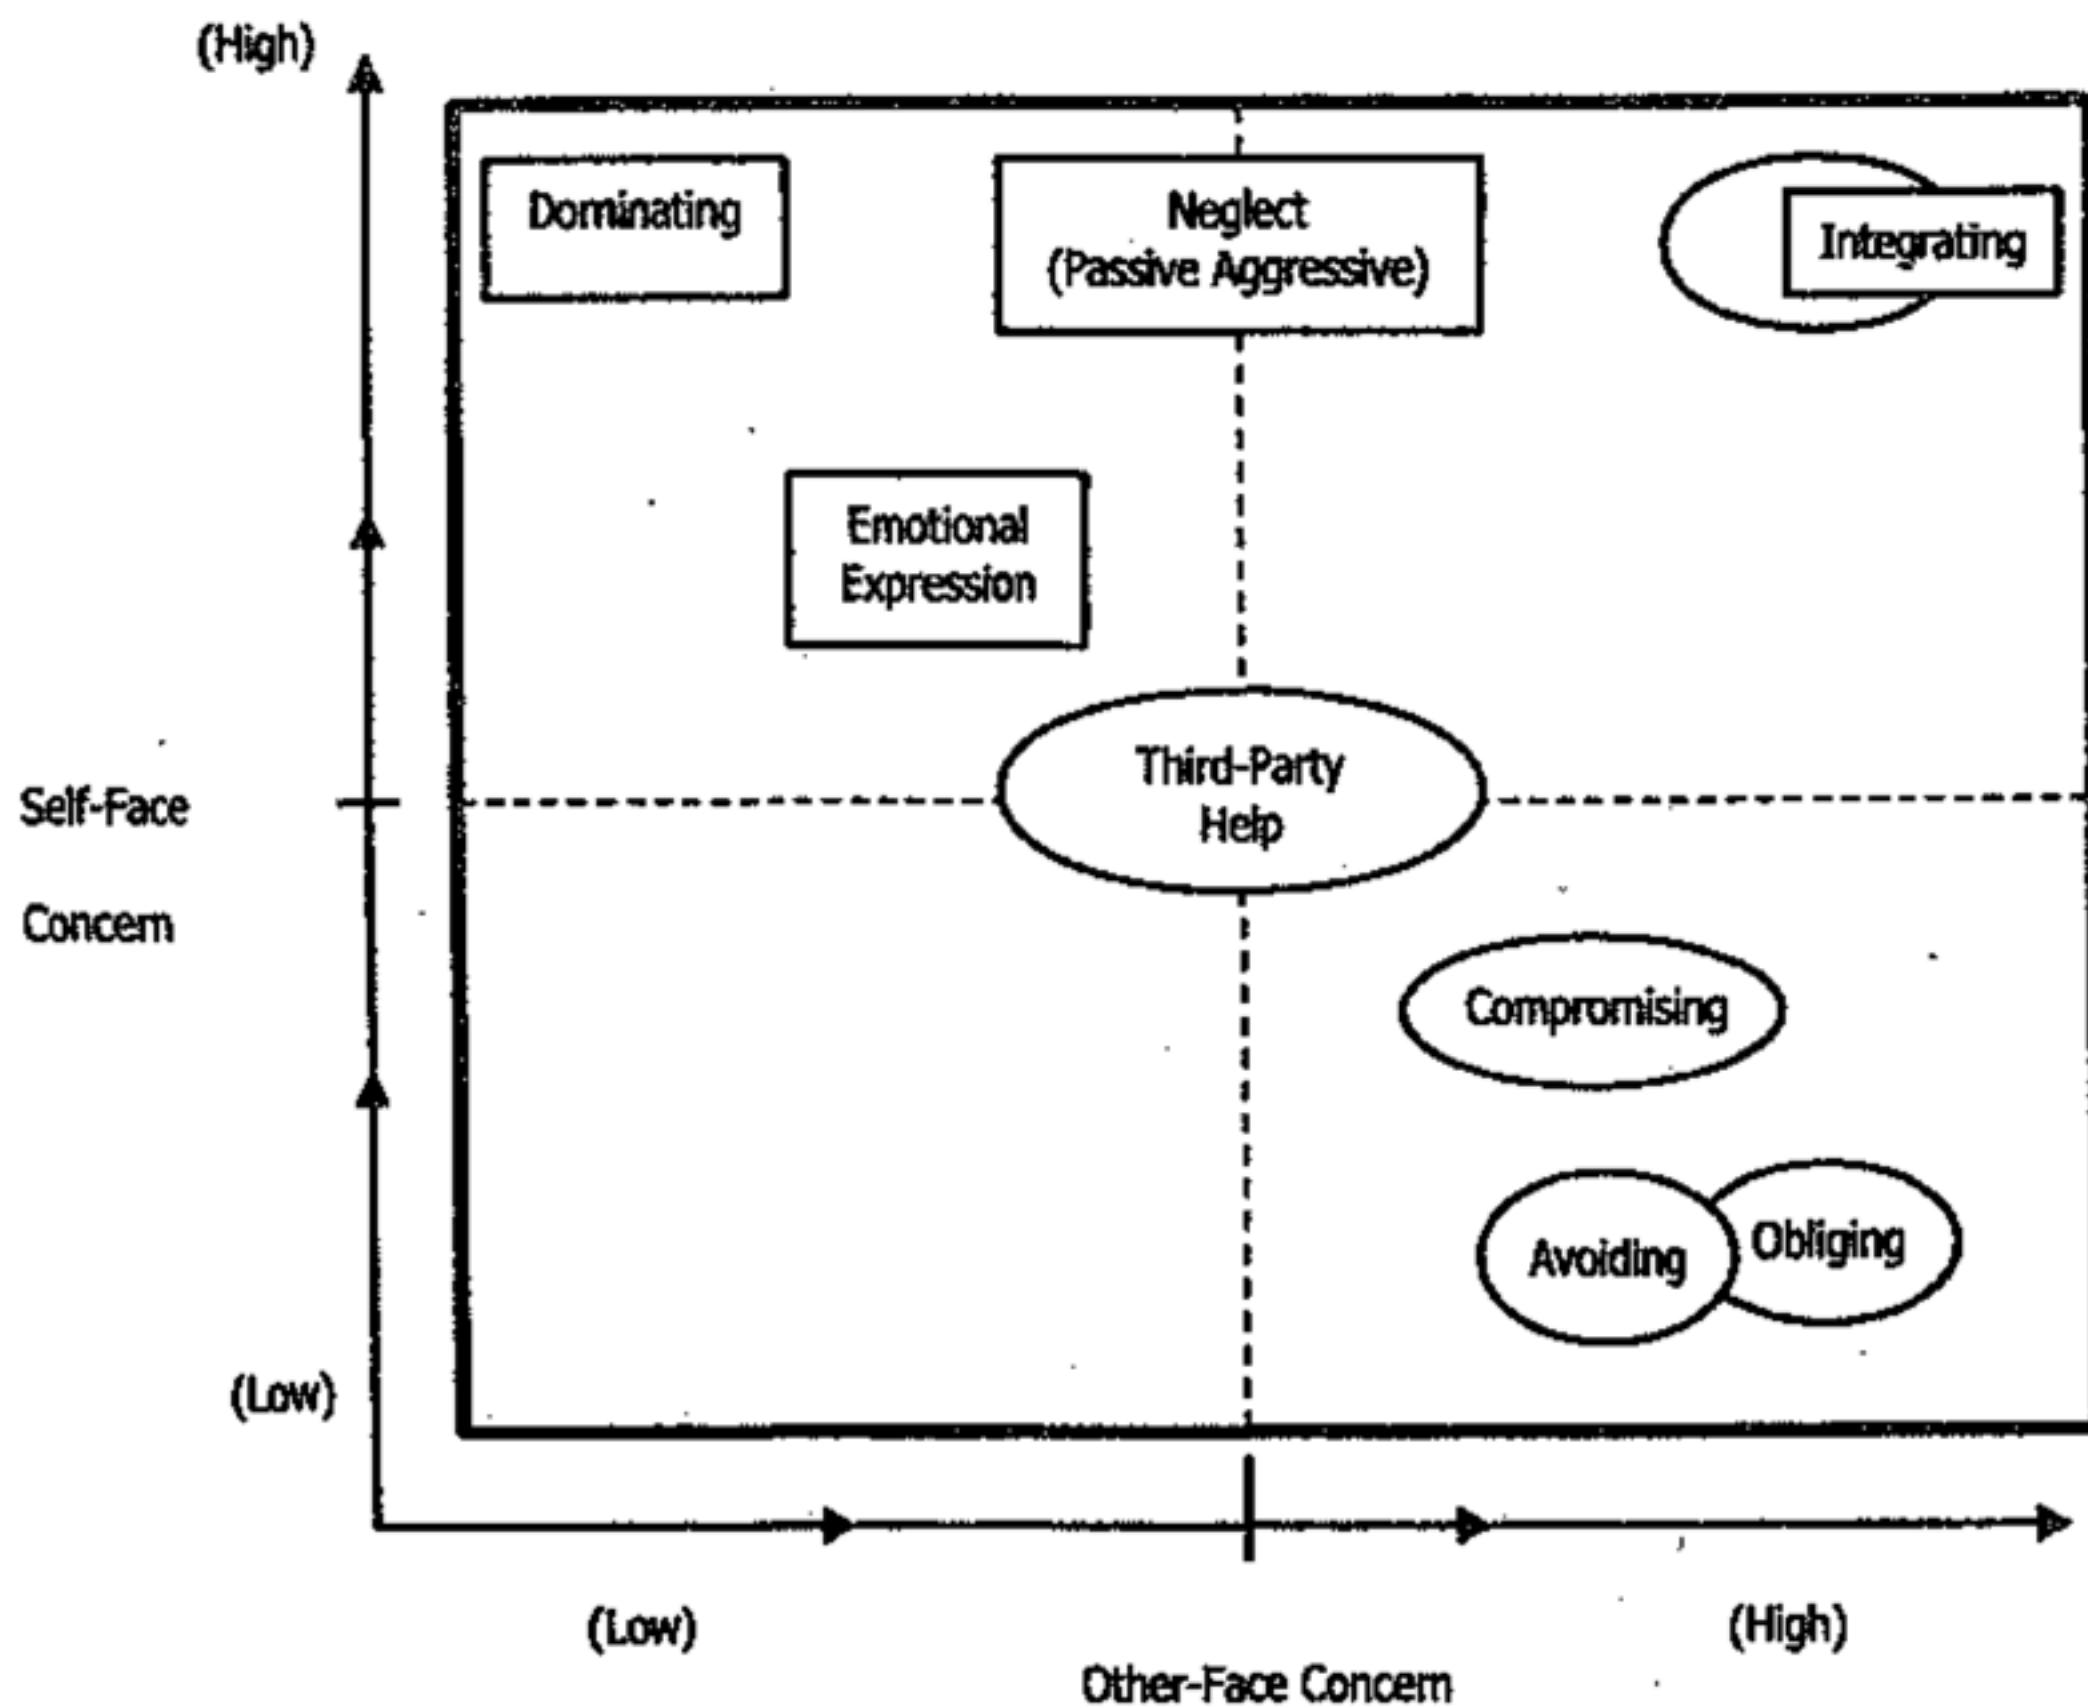 (High)
Dominating
Neglect
(Passive Aggressive)
Integrating
Emotional
Expression
Self-Face
Concern
Third-Party
Help
Compromising
Avoiding
Obliging
(Low)
(Low)
(High)
Other-Face Concern